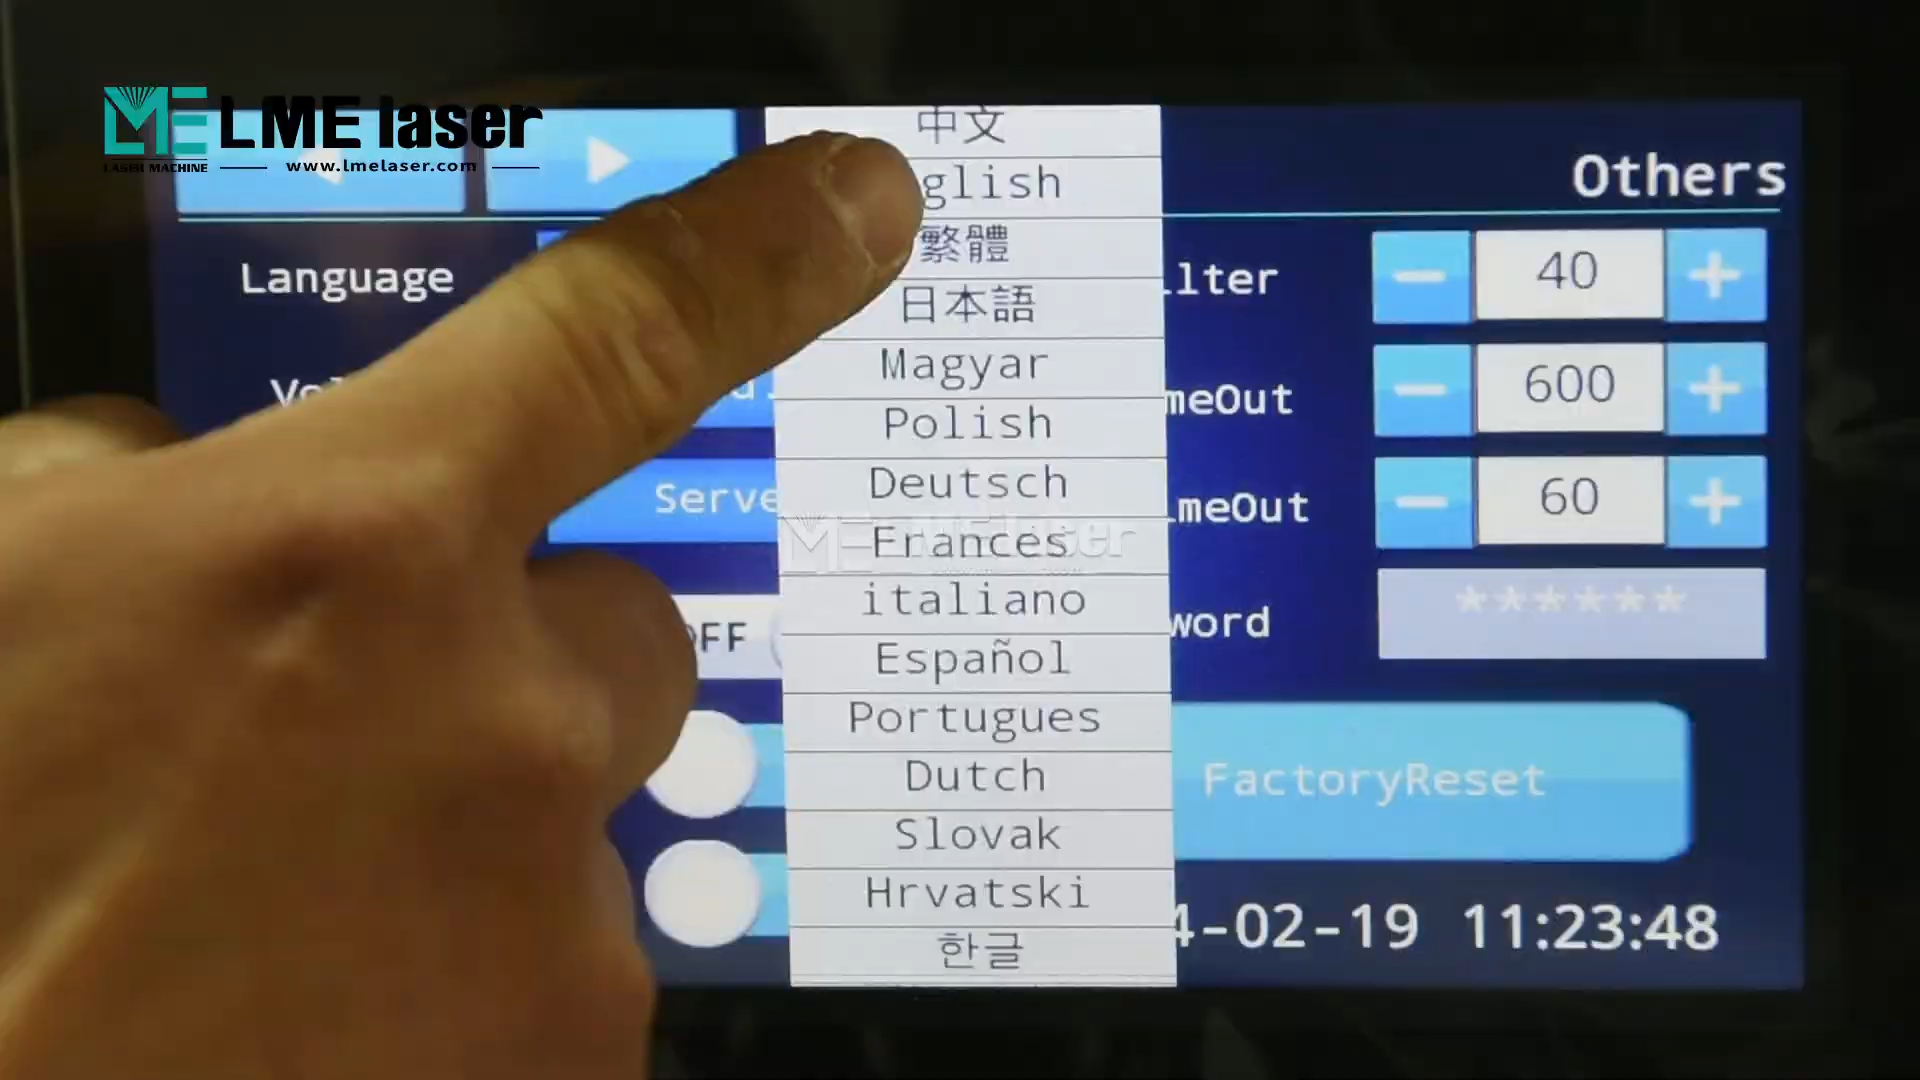 LME laser
LASER MACHINE
www.lmelaser.com
Others
Language
中文
glish
繁體
日本語
Magyar
Polish
Deutsch
Frances
italiano
Español
Portugues
Dutch
Slovak
Hrvatski
한글
lter
40
meOut
600
Serve
meOut
60
FF
word
******
FactoryReset
4-02-19 11:23:48